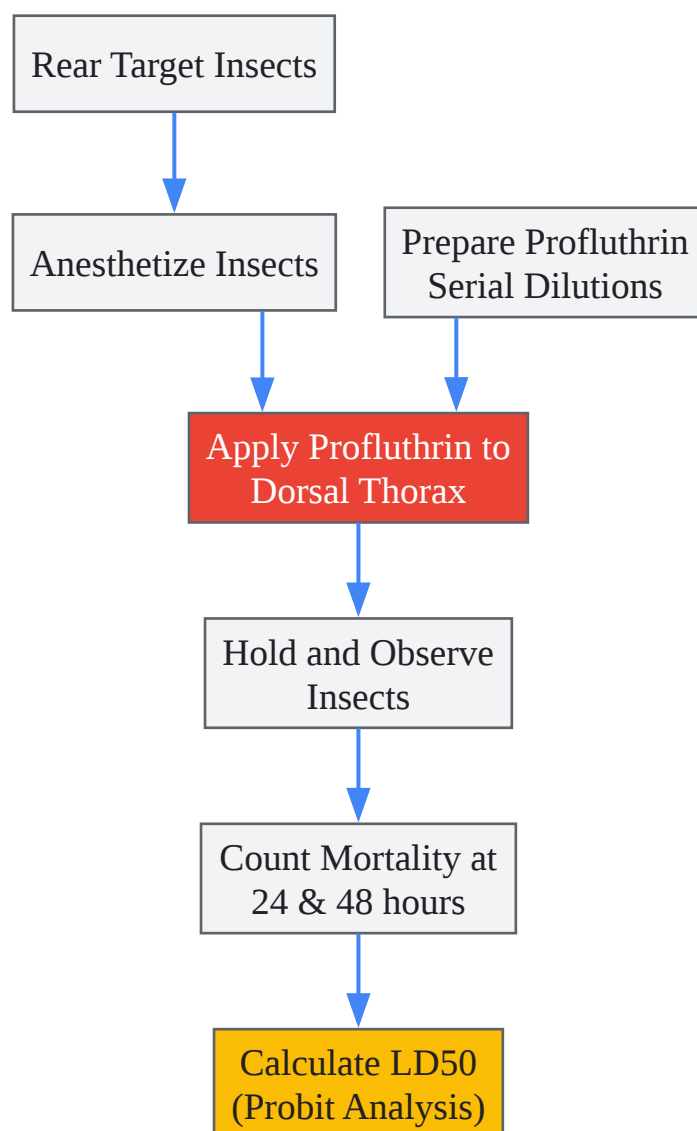 Rear Target Insects
Anesthetize Insects
Prepare Profluthrin
Serial Dilutions
Apply Profluthrin to
Dorsal Thorax
Hold and Observe
Insects
Count Mortality at
24 & 48 hours
Calculate LD50
(Probit Analysis)